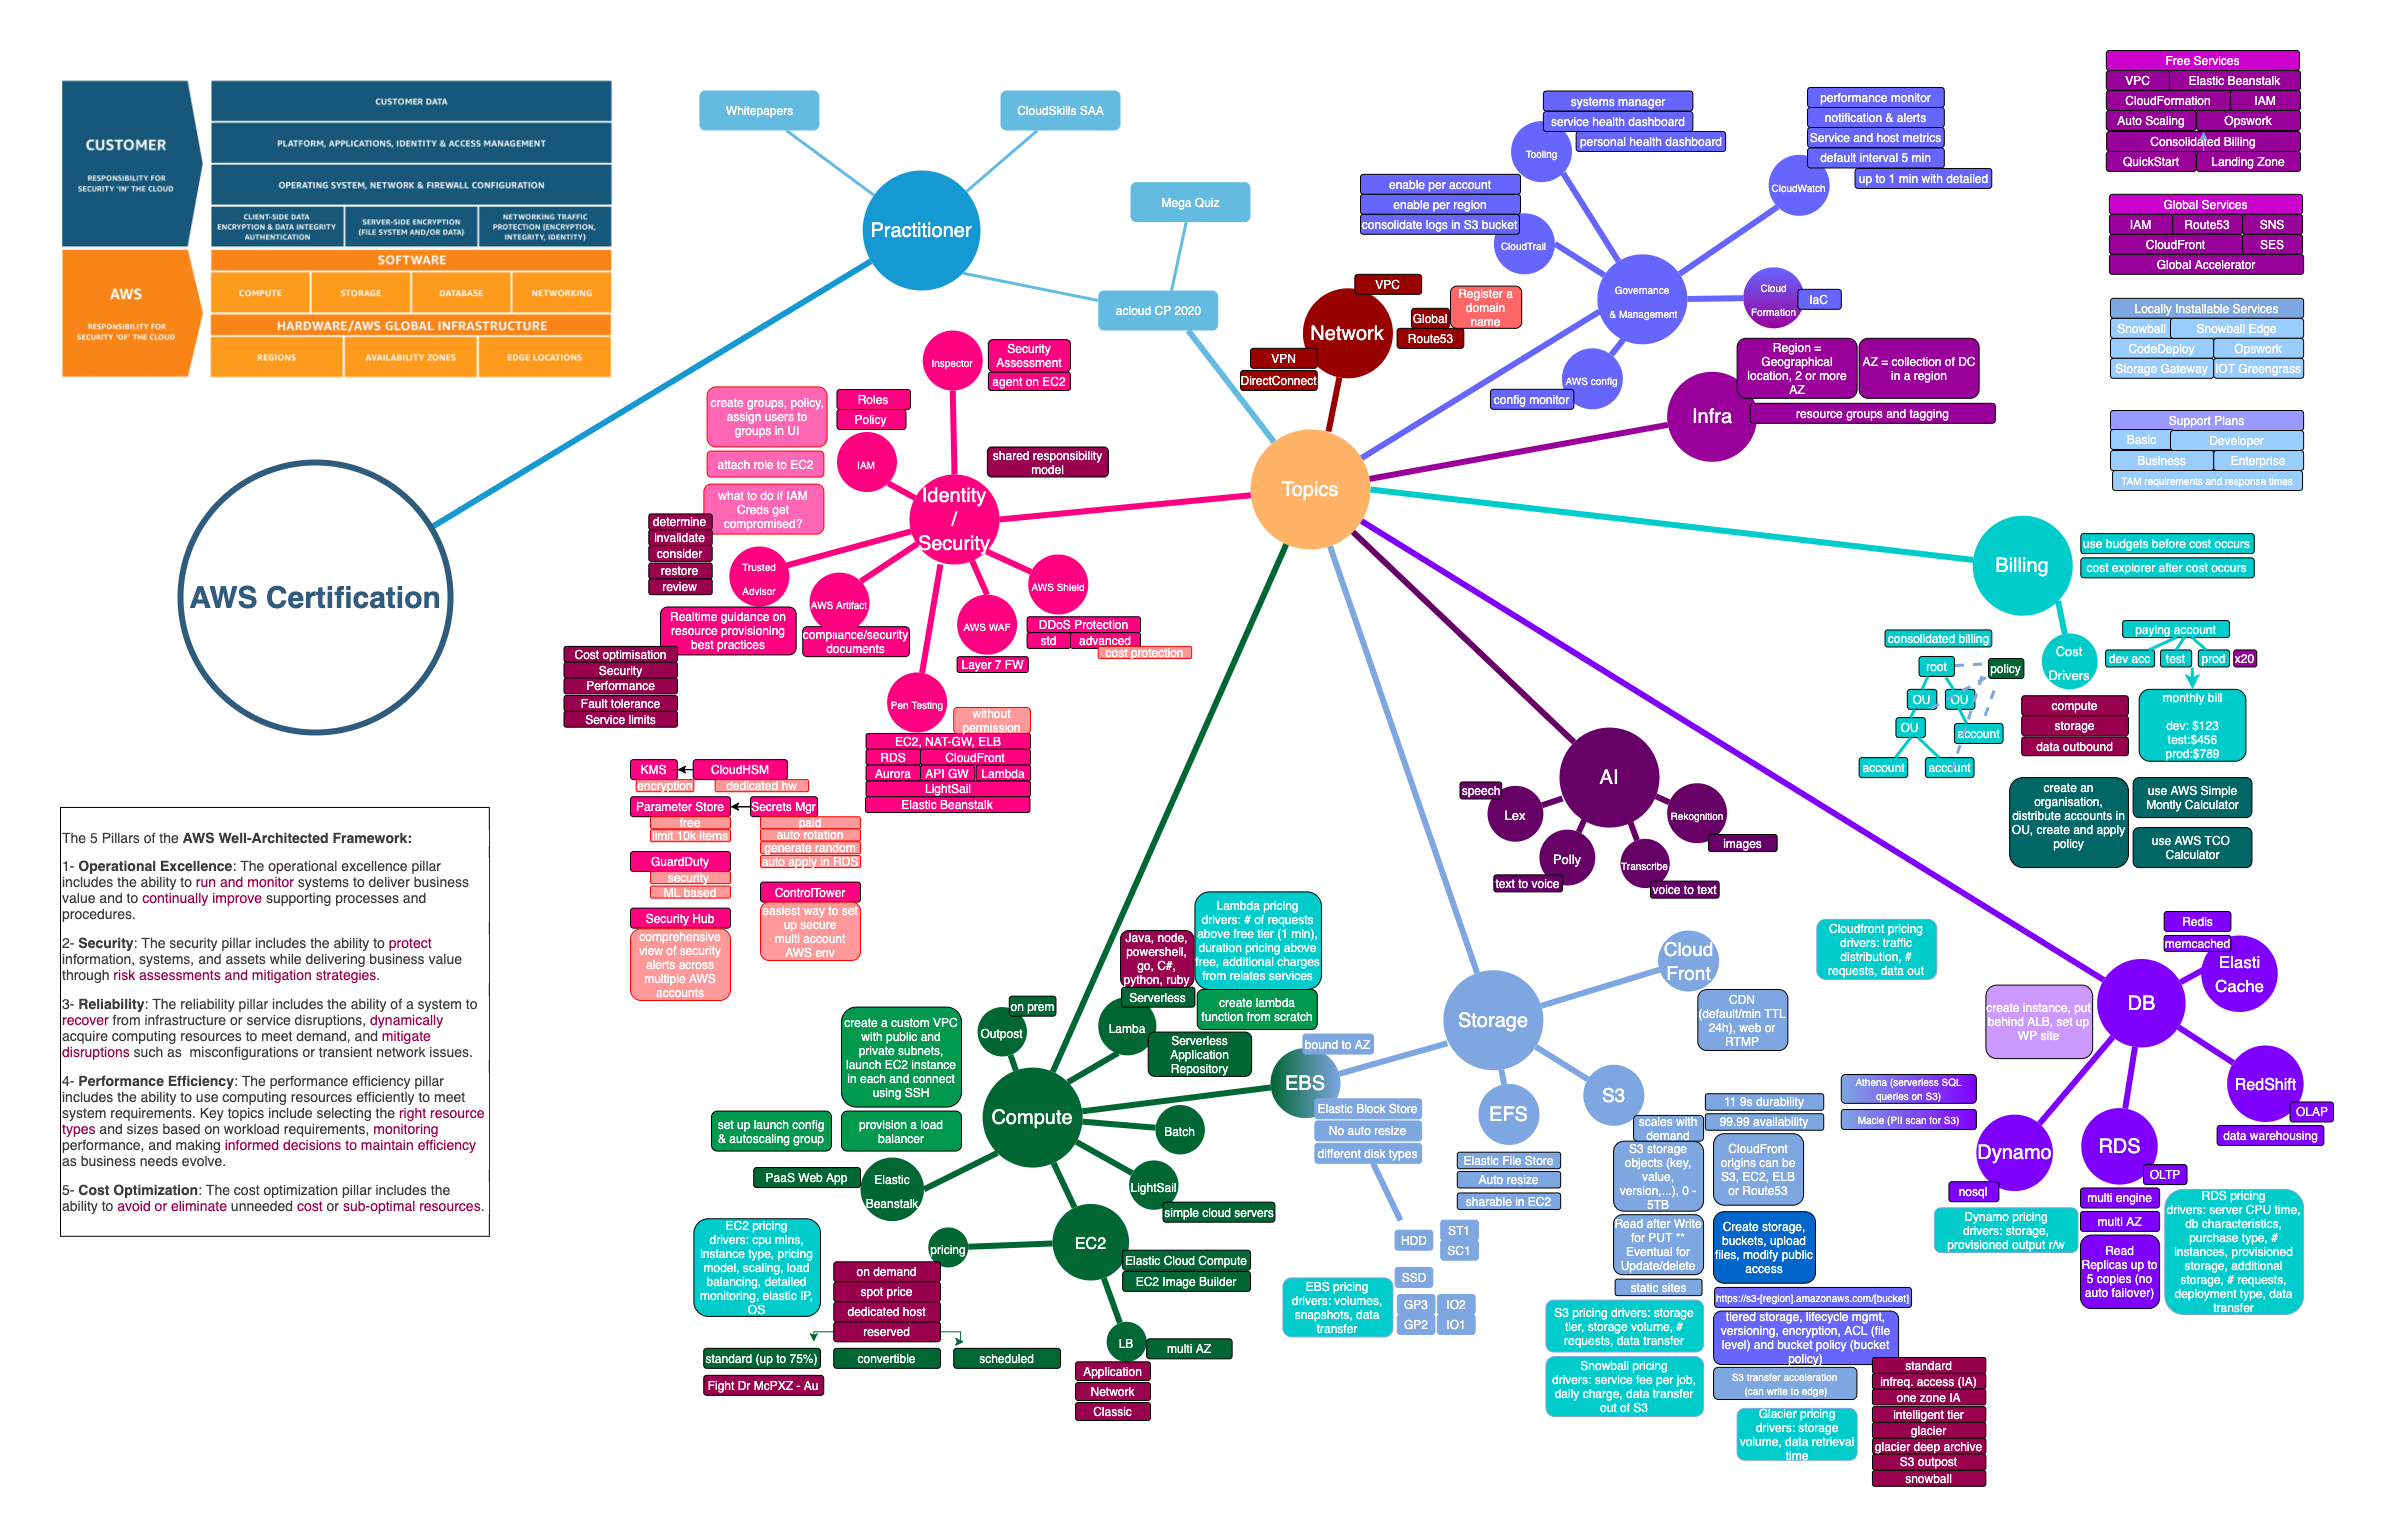 CUSTOMER
RESPONSIBILITY FOR
SECURITY 'IN' THE CLOUD
CUSTOMER DATA
PLATFORM, APPLICATIONS, IDENTITY & ACCESS MANAGEMENT
OPERATING SYSTEM, NETWORK & FIREWALL CONFIGURATION
CLIENT-SIDE DATA
ENCRYPTION & DATA INTEGRITY
AUTHENTICATION
SERVER-SIDE ENCRYPTION
(FILE SYSTEM AND/OR DATA)
NETWORKING TRAFFIC
PROTECTION (ENCRYPTION,
INTEGRITY, IDENTITY)
AWS
RESPONSIBILITY FOR
SECURITY 'OF' THE CLOUD
SOFTWARE
COMPUTE
STORAGE
DATABASE
NETWORKING
HARDWARE/AWS GLOBAL INFRASTRUCTURE
REGIONS
AVAILABILITY ZONES
EDGE LOCATIONS
AWS Certification
Practitioner
Whitepapers
CloudSkills SAA
Mega Quiz
acloud CP 2020
Topics
Network
VPC
Global
Route53
Register a
domain
name
VPN
DirectConnect
Governance
& Management
Tooling
systems manager
service health dashboard
personal health dashboard
CloudWatch
performance monitor
notification & alerts
Service and host metrics
default interval 5 min
up to 1 min with detailed
CloudTrail
enable per account
enable per region
consolidate logs in S3 bucket
Cloud
Formation
IaC
AWS config
config monitor
Infra
Region =
Geographical
location, 2 or more
AZ
AZ = collection of DC
in a region
resource groups and tagging
Free Services
VPC
Elastic Beanstalk
CloudFormation
IAM
Auto Scaling
Opswork
Consolidated Billing
QuickStart
Landing Zone
Global Services
IAM
Route53
SNS
CloudFront
SES
Global Accelerator
Locally Installable Services
Snowball
Snowball Edge
CodeDeploy
Opswork
Storage Gateway
IOT Greengrass
Support Plans
Basic
Developer
Business
Enterprise
TAM requirements and response times
Identity
/
Security
shared responsibility
model
Inspector
Security
Assessment
agent on EC2
IAM
Roles
Policy
create groups, policy,
assign users to
groups in UI
attach role to EC2
what to do if IAM
Creds get
compromised?
determine
invalidate
consider
restore
review
Trusted
Advisor
Realtime guidance on
resource provisioning
best practices
Cost optimisation
Security
Performance
Fault tolerance
Service limits
AWS Artifact
compliance/security
documents
AWS WAF
Layer 7 FW
AWS Shield
DDoS Protection
std
advanced
cost protection
Pen Testing
without
permission
EC2, NAT-GW, ELB
RDS
CloudFront
Aurora
API GW
Lambda
LightSail
Elastic Beanstalk
KMS
encryption
CloudHSM
dedicated hw
Parameter Store
free
limit 10k items
Secrets Mgr
paid
auto rotation
generate random
auto apply in RDS
GuardDuty
security
ML based
ControlTower
easiest way to set
up secure
multi account
AWS env
Security Hub
comprehensive
view of security
alerts across
multiple AWS
accounts
Billing
use budgets before cost occurs
cost explorer after cost occurs
Cost
Drivers
compute
storage
data outbound
consolidated billing
root
policy
OU
OU
OU
account
account
account
paying account
dev acc
test
prod
x20
monthly bill
dev: $123
test:$456
prod:$789
create an
organisation,
distribute accounts in
OU, create and apply
policy
use AWS Simple
Montly Calculator
use AWS TCO
Calculator
AI
Lex
speech
Polly
text to voice
Transcribe
voice to text
Rekognition
images
The 5 Pillars of the AWS Well-Architected Framework:
1- Operational Excellence: The operational excellence pillar
includes the ability to run and monitor systems to deliver business
value and to continually improve supporting processes and
procedures.
2- Security: The security pillar includes the ability to protect
information, systems, and assets while delivering business value
through risk assessments and mitigation strategies.
3- Reliability: The reliability pillar includes the ability of a system to
recover from infrastructure or service disruptions, dynamically
acquire computing resources to meet demand, and mitigate
disruptions such as misconfigurations or transient network issues.
4- Performance Efficiency: The performance efficiency pillar
includes the ability to use computing resources efficiently to meet
system requirements. Key topics include selecting the right resource
types and sizes based on workload requirements, monitoring
performance, and making informed decisions to maintain efficiency
as business needs evolve.
5- Cost Optimization: The cost optimization pillar includes the
ability to avoid or eliminate unneeded cost or sub-optimal resources.
Compute
Outpost
on prem
Lamba
Java, node,
powershell,
go, C#,
python, ruby
Serverless
Lambda pricing
drivers: # of requests
above free tier (1 mln),
duration pricing above
free, additional charges
from relates services
create lambda
function from scratch
Serverless
Application
Repository
create a custom VPC
with public and
private subnets,
launch EC2 instance
in each and connect
using SSH
set up launch config
& autoscaling group
provision a load
balancer
Batch
LightSail
simple cloud servers
Elastic
Beanstalk
PaaS Web App
EC2
Elastic Cloud Compute
EC2 Image Builder
EC2 pricing
drivers: cpu mins,
instance type, pricing
model, scaling, load
balancing, detailed
monitoring, elastic IP,
OS
pricing
on demand
spot price
dedicated host
reserved
standard (up to 75%)
convertible
scheduled
Fight Dr McPXZ - Au
LB
multi AZ
Application
Network
Classic
Storage
EBS
bound to AZ
Elastic Block Store
No auto resize
different disk types
HDD
ST1
SC1
SSD
GP3
IO2
GP2
IO1
EBS pricing
drivers: volumes,
snapshots, data
transfer
EFS
Elastic File Store
Auto resize
sharable in EC2
Cloud
Front
CDN
(default/min TTL
24h), web or
RTMP
Cloudfront pricing
drivers: traffic
distribution, #
requests, data out
S3
scales with
demand
11 9s durability
99.99 availability
Athena (serverless SQL
queries on S3)
Macie (PII scan for S3)
S3 storage
objects (key,
value,
version,...), 0 -
5TB
CloudFront
origins can be
S3, EC2, ELB
or Route53
Read after Write
for PUT **
Eventual for
Update/delete
Create storage,
buckets, upload
files, modify public
access
static sites
https://s3-[region].amazonaws.com/[bucket]
S3 pricing drivers: storage
tier, storage volume, #
requests, data transfer
tiered storage, lifecycle mgmt,
versioning, encryption, ACL (file
level) and bucket policy (bucket
policy)
Snowball pricing
drivers: service fee per job,
daily charge, data transfer
out of S3
S3 transfer acceleration
(can write to edge)
Glacier pricing
drivers: storage
volume, data retrieval
time
standard
infreq. access (IA)
one zone IA
intelligent tier
glacier
glacier deep archive
S3 outpost
snowball
DB
Redis
memcached
Elasti
Cache
create instance, put
behind ALB, set up
WP site
RedShift
OLAP
data warehousing
Dynamo
nosql
Dynamo pricing
drivers: storage,
provisioned output r/w
RDS
OLTP
multi engine
multi AZ
Read
Replicas up to
5 copies (no
auto failover)
RDS pricing
drivers: server CPU time,
db characteristics,
purchase type, #
instances, provisioned
storage, additional
storage, # requests,
deployment type, data
transfer